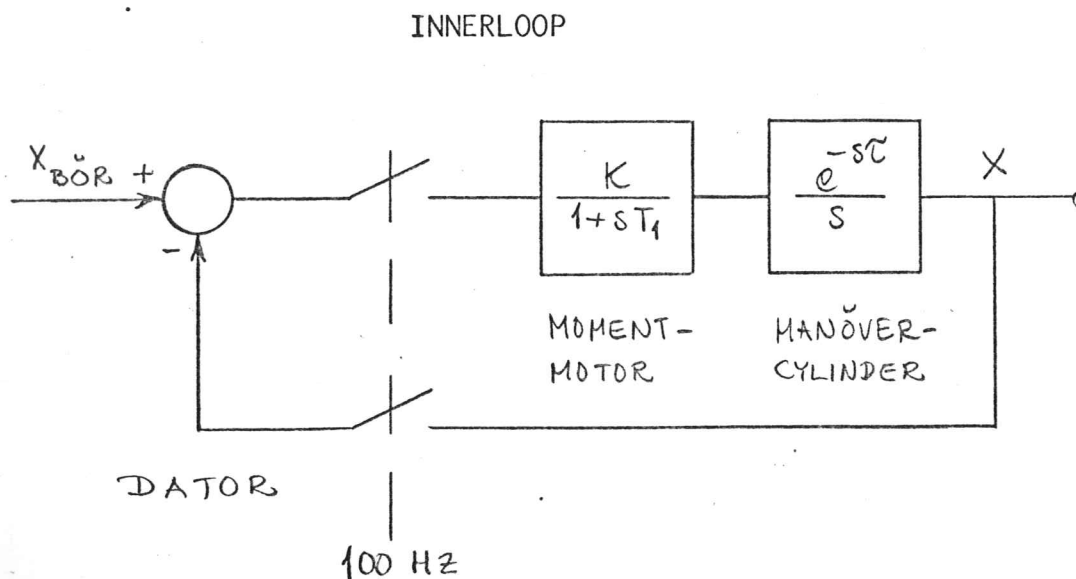 INNERLOOP
X BÖR +
-
K
1+sT1
e^-sτ
s
X
MOMENT-
MOTOR
MANÖVER-
CYLINDER
DATOR
100 HZ